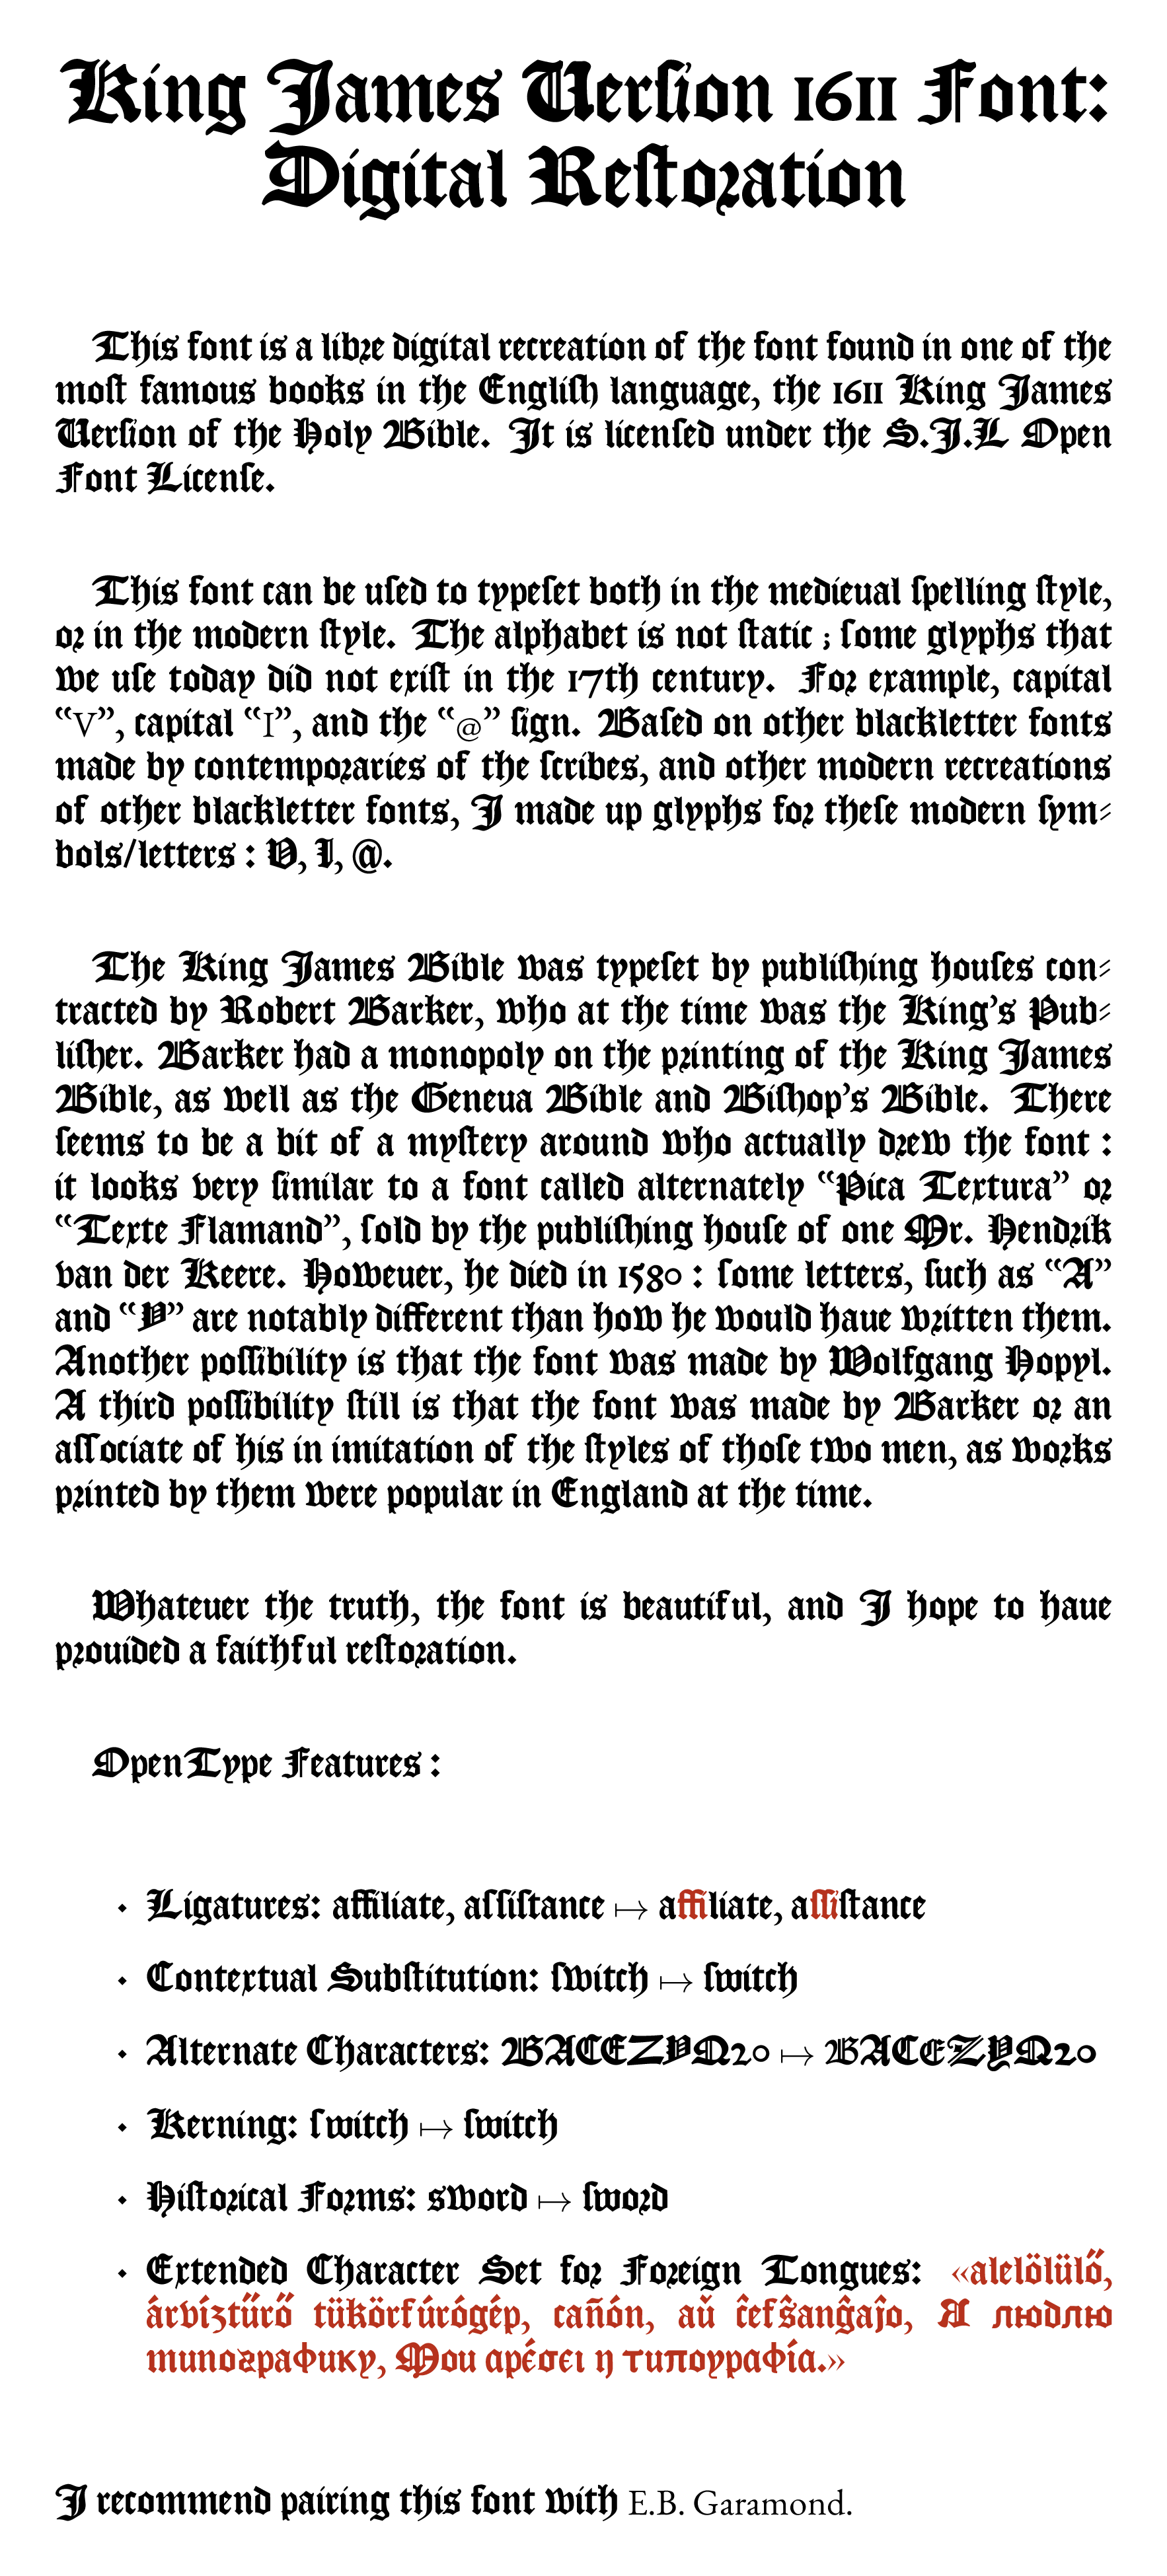 King James Uerſion 1611 Font:
Digital Reſtoration
This font is a libre digital recreation of the font found in one of the
moſt famous books in the Engliſh language, the 1611 King James
Uerſion of the Holy Bible. Jt is licenſed under the S.J.L Open
Font Licenſe.
This font can be uſed to typeſet both in the medieual ſpelling ſtyle,
or in the modern ſtyle. The alphabet is not ſtatic ; ſome glyphs that
we uſe today did not exiſt in the 17th century. For example, capital
“V”, capital “I”, and the “@” ſign. Baſed on other blackletter fonts
made by contemporaries of the ſcribes, and other modern recreations
of other blackletter fonts, J made up glyphs for theſe modern ſym-
bols/letters : V, I, @.
The King James Bible was typeſet by publiſhing houſes con-
tracted by Robert Barker, who at the time was the King’s Pub-
liſher. Barker had a monopoly on the printing of the King James
Bible, as well as the Geneua Bible and Biſhop’s Bible. There
ſeems to be a bit of a myſtery around who actually drew the font :
it looks very ſimilar to a font called alternately “Pica Textura” or
“Texte Flamand”, ſold by the publiſhing houſe of one Mr. Hendrik
van der Keere. Howeuer, he died in 1580 : ſome letters, ſuch as “A”
and “Y” are notably different than how he would haue written them.
Another poſſibility is that the font was made by Wolfgang Hopyl.
A third poſſibility ſtill is that the font was made by Barker or an
aſſociate of his in imitation of the ſtyles of thoſe two men, as works
printed by them were popular in England at the time.
Whateuer the truth, the font is beautiful, and J hope to haue
prouided a faithful reſtoration.
OpenType Features :
• Ligatures: affiliate, aſſiſtance ↦ affiliate, aſſiſtance
• Contextual Subſtitution: ſwitch ↦ ſwitch
• Alternate Characters: BACEZYQ20 ↦ BACEZYQ20
• Kerning: ſwitch ↦ ſwitch
• Hiſtorical Forms: sword ↦ ſword
• Extended Character Set for Foreign Tongues: «alelölülő,
árvíztűrő tükörfúrógép, cañón, aŭ ĉefŝanĝaĵo, Я люблю
типографику, Μου αρέσει η τυπογραφία.»
J recommend pairing this font with E.B. Garamond.